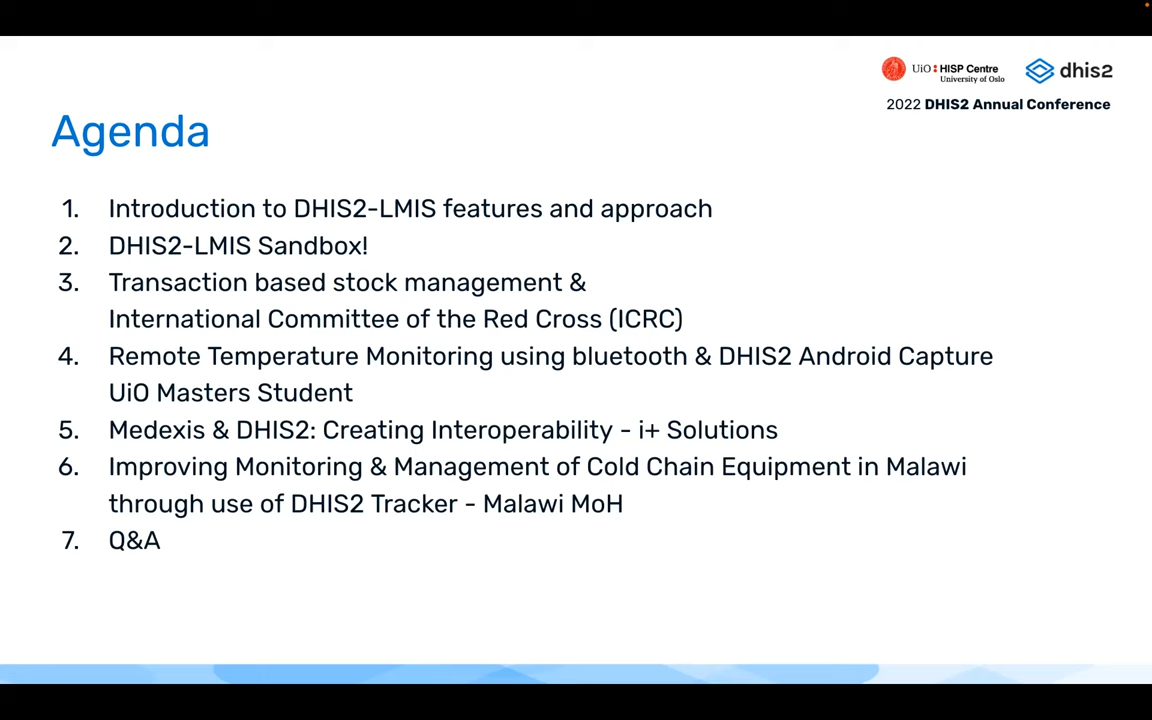 UiO HISP Centre
University of Oslo
dhis2
2022 DHIS2 Annual Conference
Agenda
1. Introduction to DHIS2-LMIS features and approach
2. DHIS2-LMIS Sandbox!
3. Transaction based stock management &
International Committee of the Red Cross (ICRC)
4. Remote Temperature Monitoring using bluetooth & DHIS2 Android Capture
UiO Masters Student
5. Medexis & DHIS2: Creating Interoperability - i+ Solutions
6. Improving Monitoring & Management of Cold Chain Equipment in Malawi
through use of DHIS2 Tracker - Malawi MoH
7. Q&A